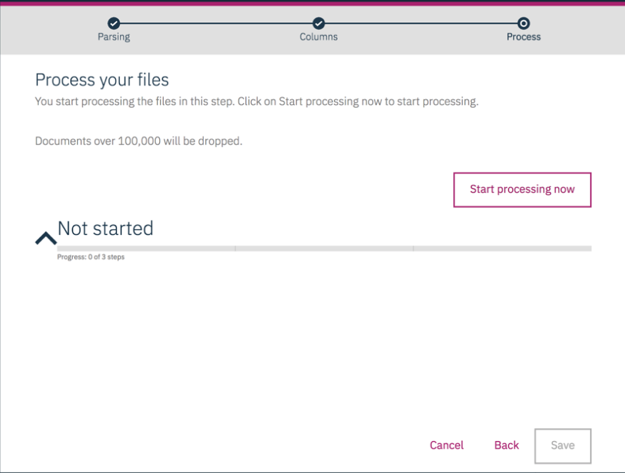 Parsing
Columns
Process
Process your files
You start processing the files in this step. Click on Start processing now to start processing.
Documents over 100,000 will be dropped.
Start processing now
Not started
Progress: 0 of 3 steps
Cancel
Back
Save